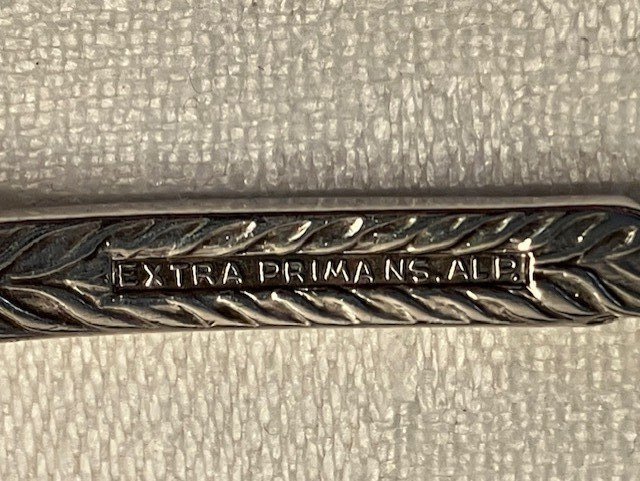 EXTRA PRIMA NS. ALP.